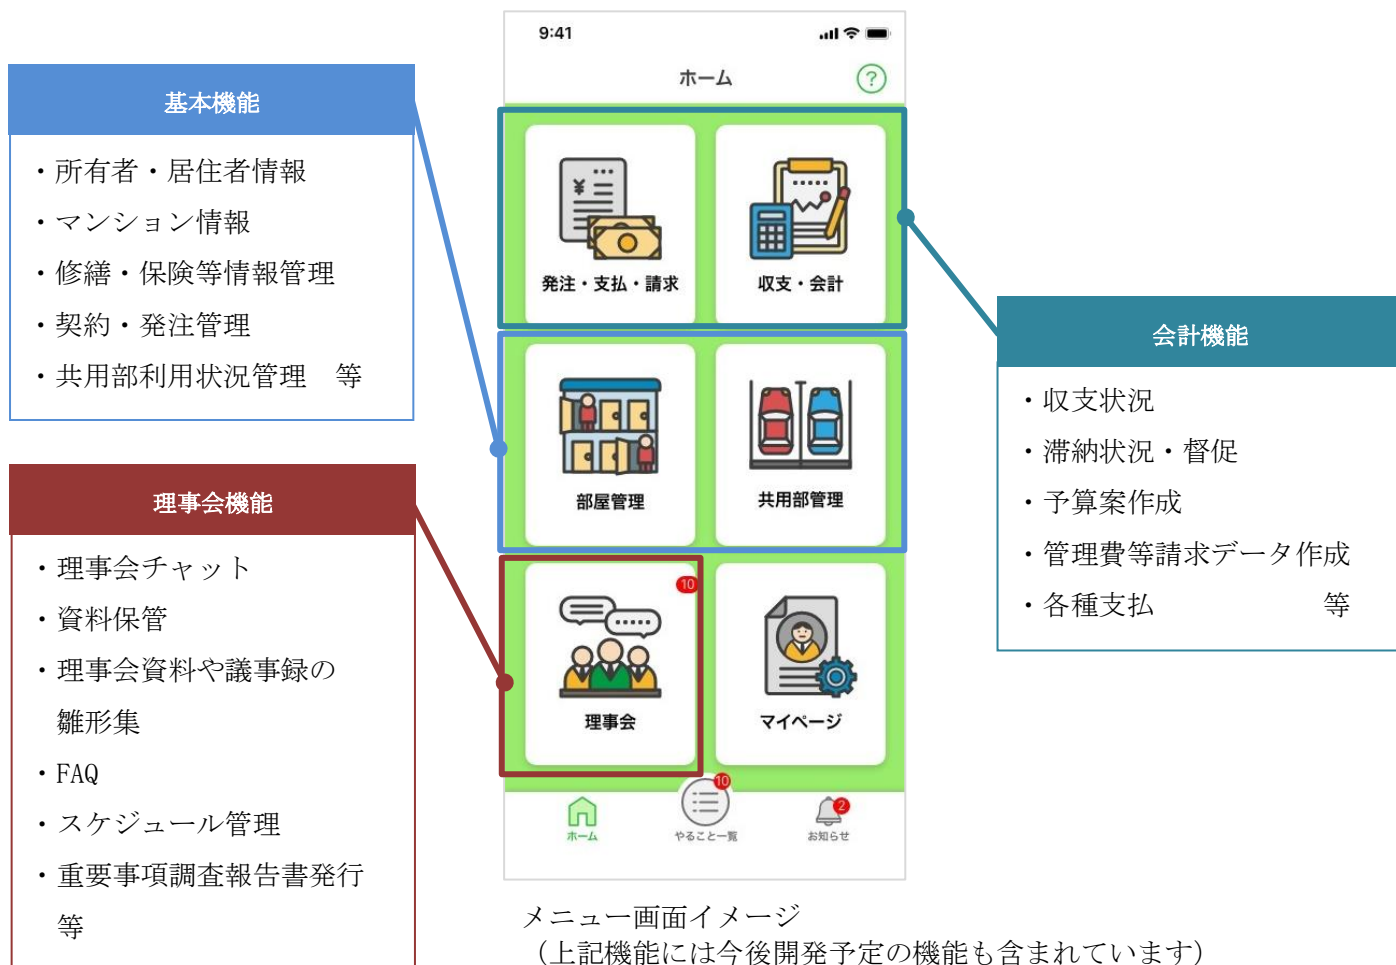 基本機能
・所有者・居住者情報
・マンション情報
・修繕・保険等情報管理
・契約・発注管理
・共用部利用状況管理　等
理事会機能
・理事会チャット
・資料保管
・理事会資料や議事録の
雛形集
・FAQ
・スケジュール管理
・重要事項調査報告書発行
等
9:41
ホーム
?
¥
発注・支払・請求
収支・会計
部屋管理
共用部管理
10
理事会
マイページ
ホーム
10
やること一覧
2
お知らせ
会計機能
・収支状況
・滞納状況・督促
・予算案作成
・管理費等請求データ作成
・各種支払　等
メニュー画面イメージ
（上記機能には今後開発予定の機能も含まれています）